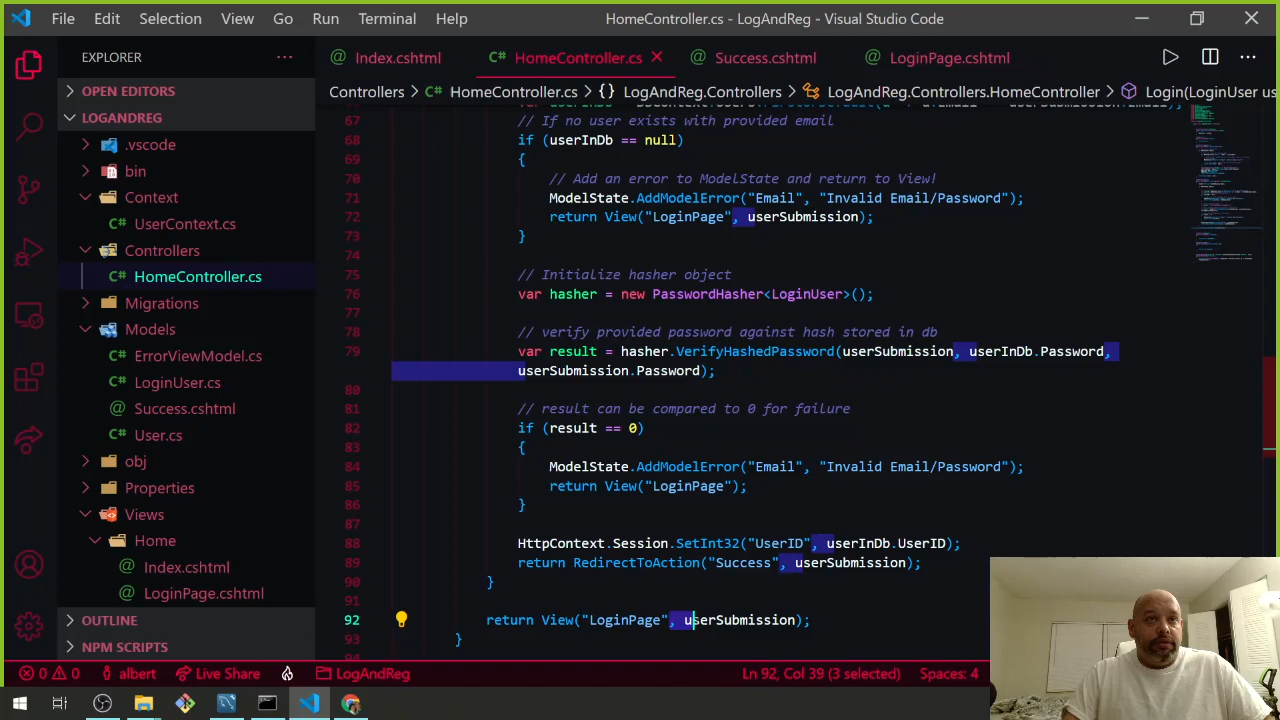 File Edit Selection View Go Run Terminal Help HomeController.cs - LogAndReg - Visual Studio Code
EXPLORER
OPEN EDITORS
LOGANDREG
.vscode
bin
Context
UserContext.cs
Controllers
HomeController.cs
Migrations
Models
ErrorViewModel.cs
LoginUser.cs
Success.cshtml
User.cs
obj
Properties
Views
Home
Index.cshtml
LoginPage.cshtml
OUTLINE
NPM SCRIPTS
Index.cshtml HomeController.cs Success.cshtml LoginPage.cshtml
Controllers > HomeController.cs > {} LogAndReg.Controllers > LogAndReg.Controllers.HomeController > Login(LoginUser us
67 // If no user exists with provided email
68 if (userInDb == null)
69 {
70 // Add an error to ModelState and return to View!
71 ModelState.AddModelError("Email", "Invalid Email/Password");
72 return View("LoginPage", userSubmission);
73 }
74
75 // Initialize hasher object
76 var hasher = new PasswordHasher<LoginUser>();
77
78 // verify provided password against hash stored in db
79 var result = hasher.VerifyHashedPassword(userSubmission, userInDb.Password,
userSubmission.Password);
80
81 // result can be compared to 0 for failure
82 if (result == 0)
83 {
84 ModelState.AddModelError("Email", "Invalid Email/Password");
85 return View("LoginPage");
86 }
87
88 HttpContext.Session.SetInt32("UserID", userInDb.UserID);
89 return RedirectToAction("Success", userSubmission);
90 }
91
92 return View("LoginPage", userSubmission);
93 }
0 0 albert Live Share LogAndReg Ln 92, Col 39 (3 selected) Spaces: 4